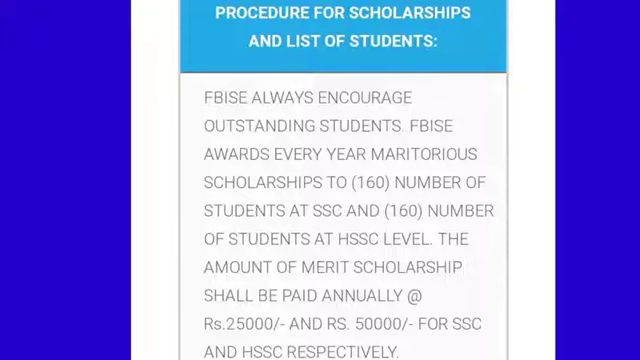 PROCEDURE FOR SCHOLARSHIPS
AND LIST OF STUDENTS:
FBISE ALWAYS ENCOURAGE
OUTSTANDING STUDENTS. FBISE
AWARDS EVERY YEAR MARITORIOUS
SCHOLARSHIPS TO (160) NUMBER OF
STUDENTS AT SSC AND (160) NUMBER
OF STUDENTS AT HSSC LEVEL. THE
AMOUNT OF MERIT SCHOLARSHIP
SHALL BE PAID ANNUALLY @
Rs.25000/- AND RS. 50000/- FOR SSC
AND HSSC RESPECTIVELY.